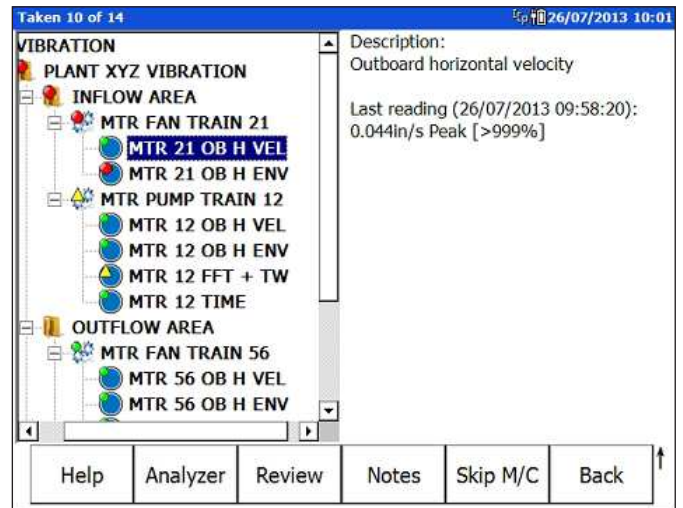 Taken 10 of 14
26/07/2013 10:01
VIBRATION
PLANT XYZ VIBRATION
INFLOW AREA
MTR FAN TRAIN 21
MTR 21 OB H VEL
MTR 21 OB H ENV
MTR PUMP TRAIN 12
MTR 12 OB H VEL
MTR 12 OB H ENV
MTR 12 FFT + TW
MTR 12 TIME
OUTFLOW AREA
MTR FAN TRAIN 56
MTR 56 OB H VEL
MTR 56 OB H ENV
Description:
Outboard horizontal velocity
Last reading (26/07/2013 09:58:20):
0.044in/s Peak [>999%]
Help
Analyzer
Review
Notes
Skip M/C
Back